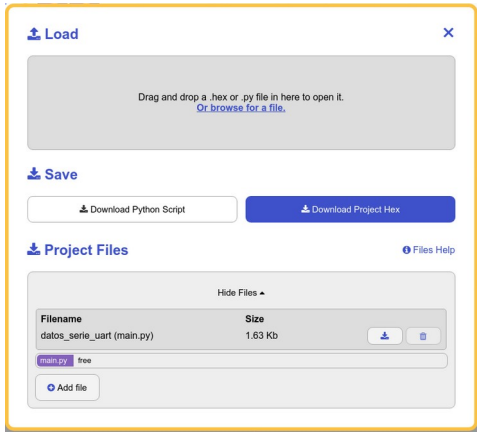 Load
Drag and drop a .hex or .py file in here to open it.
Or browse for a file.
Save
Download Python Script
Download Project Hex
Project Files
Files Help
Hide Files
Filename Size
datos_serie_uart (main.py) 1.63 Kb
main.py free
Add file